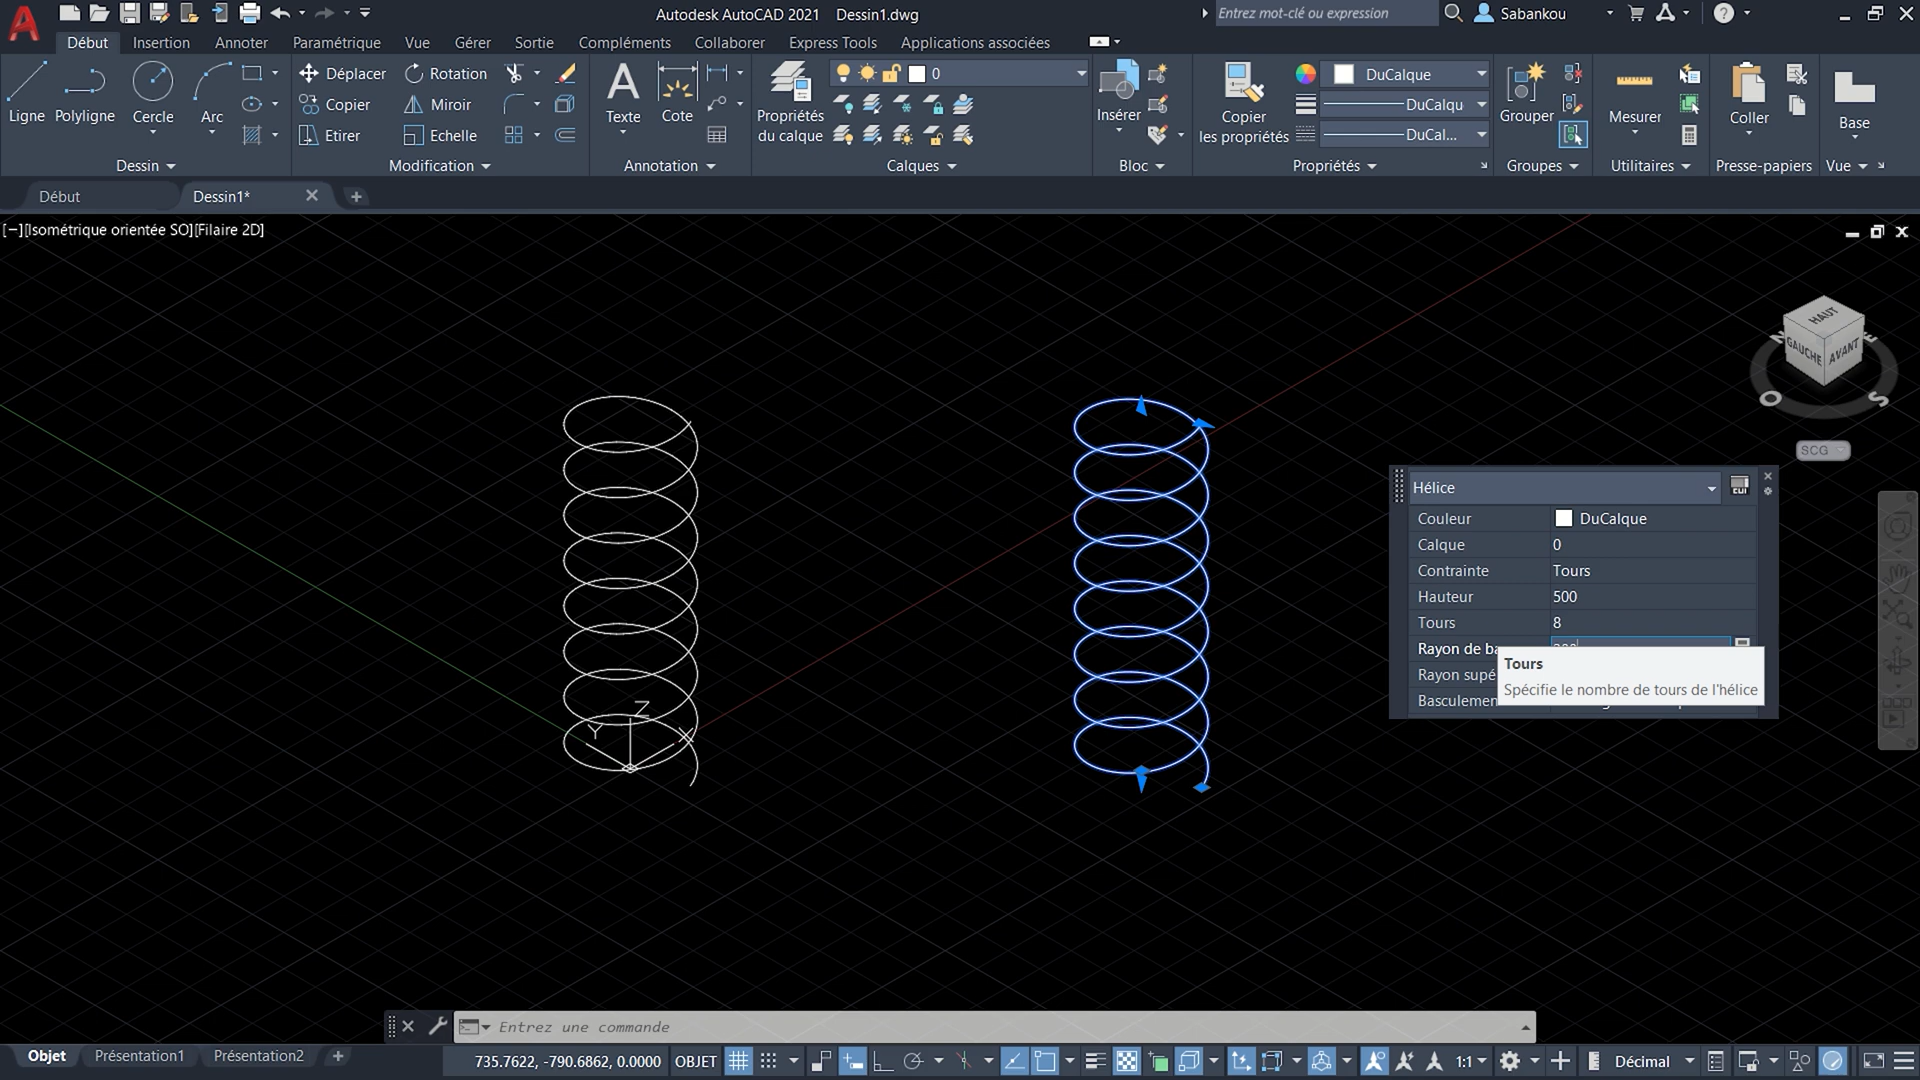 Autodesk AutoCAD 2021 Dessin1.dwg
Entrez mot-clé ou expression
Sabankou
Début Insertion Annoter Paramétrique Vue Gérer Sortie Compléments Collaborer Express Tools Applications associées
Ligne Polyligne Cercle Arc
Déplacer Rotation
Copier Miroir
Etirer Echelle
Texte Cote
Propriétés
du calque
0
Insérer
Copier
les propriétés
DuCalque
DuCalqu
DuCal...
Grouper
Mesurer
Coller
Base
Dessin Modification Annotation Calques Bloc Propriétés Groupes Utilitaires Presse-papiers Vue
Début Dessin1*
[−][Isométrique orientée SO][Filaire 2D]
HAUT
GAUCHE AVANT
N E
O S
SCG
Z
Y X
Hélice
CUI
Couleur DuCalque
Calque 0
Contrainte Tours
Hauteur 500
Tours 8
Rayon de ba
Rayon supé
Basculemen
Tours
Spécifie le nombre de tours de l'hélice
Entrez une commande
Objet Présentation1 Présentation2
735.7622, -790.6862, 0.0000 OBJET 1:1 Décimal